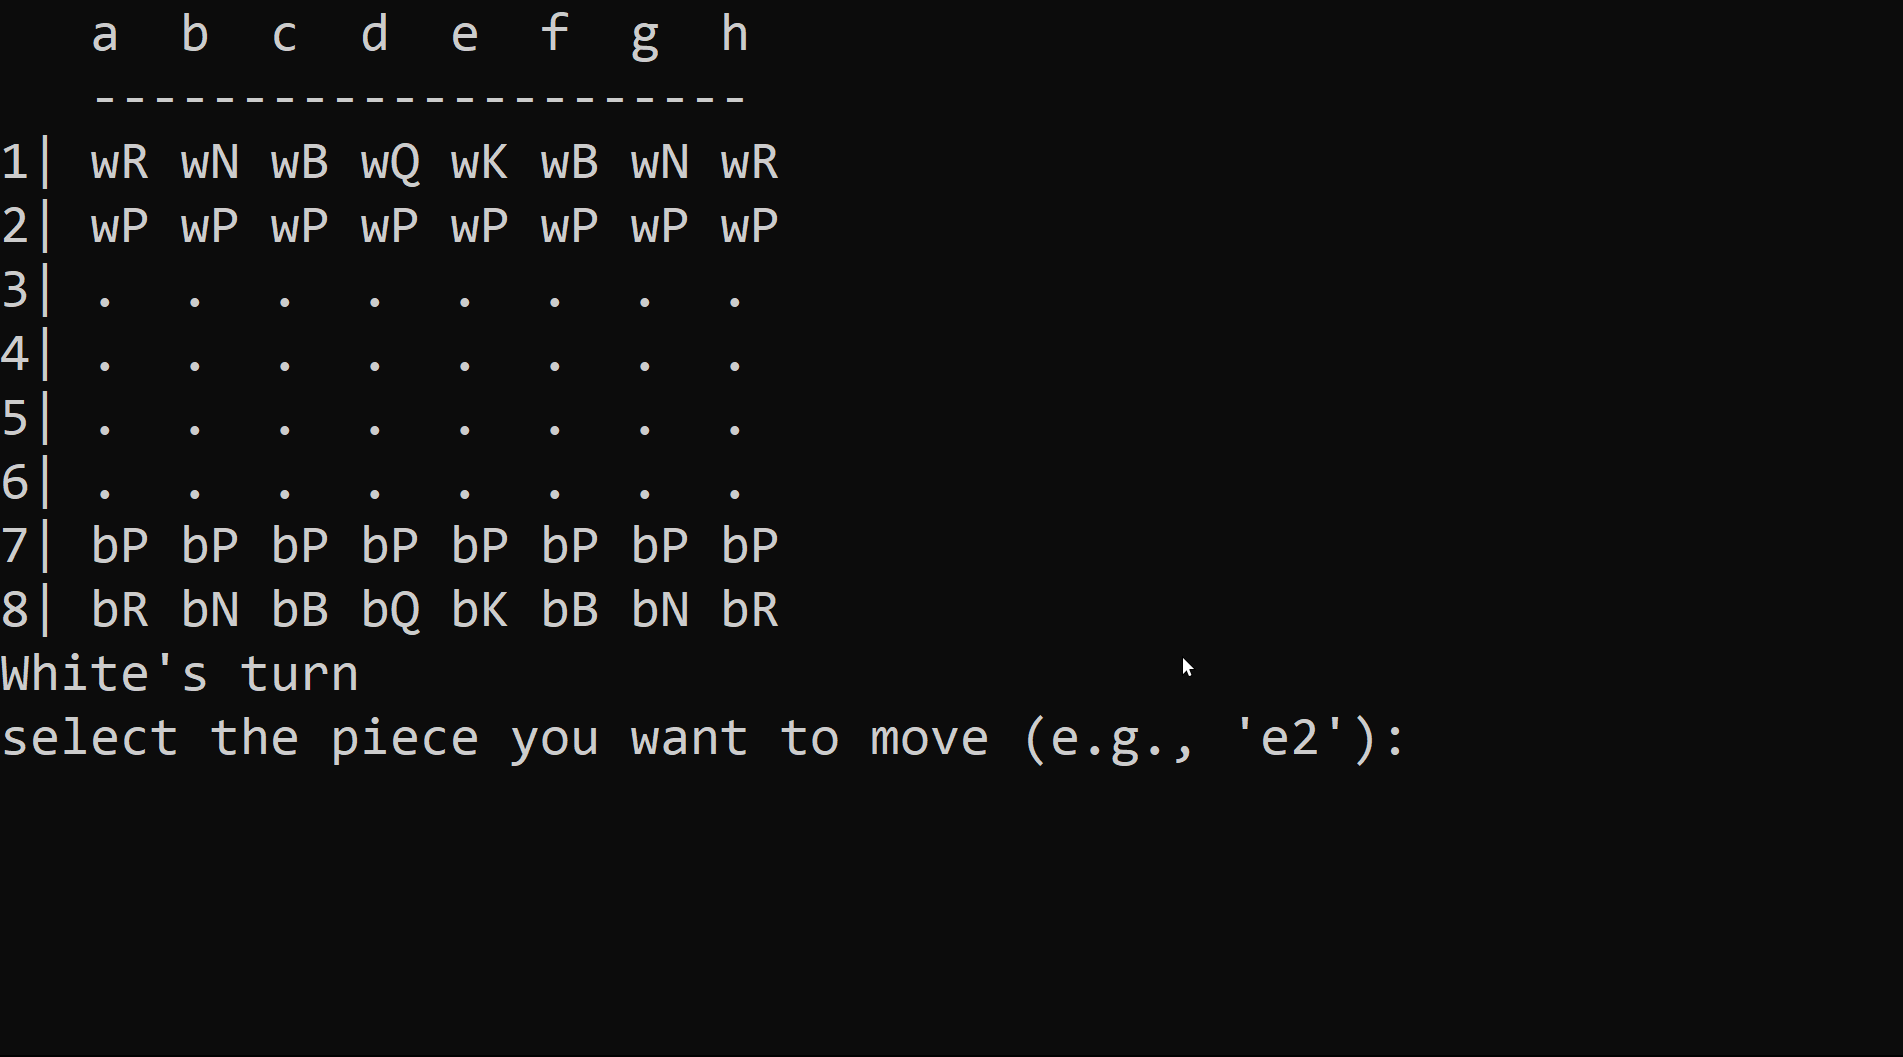 a b c d e f g h
----------------------
1| wR wN wB wQ wK wB wN wR
2| wP wP wP wP wP wP wP wP
3| . . . . . . . .
4| . . . . . . . .
5| . . . . . . . .
6| . . . . . . . .
7| bP bP bP bP bP bP bP bP
8| bR bN bB bQ bK bB bN bR
White's turn
select the piece you want to move (e.g., 'e2'):